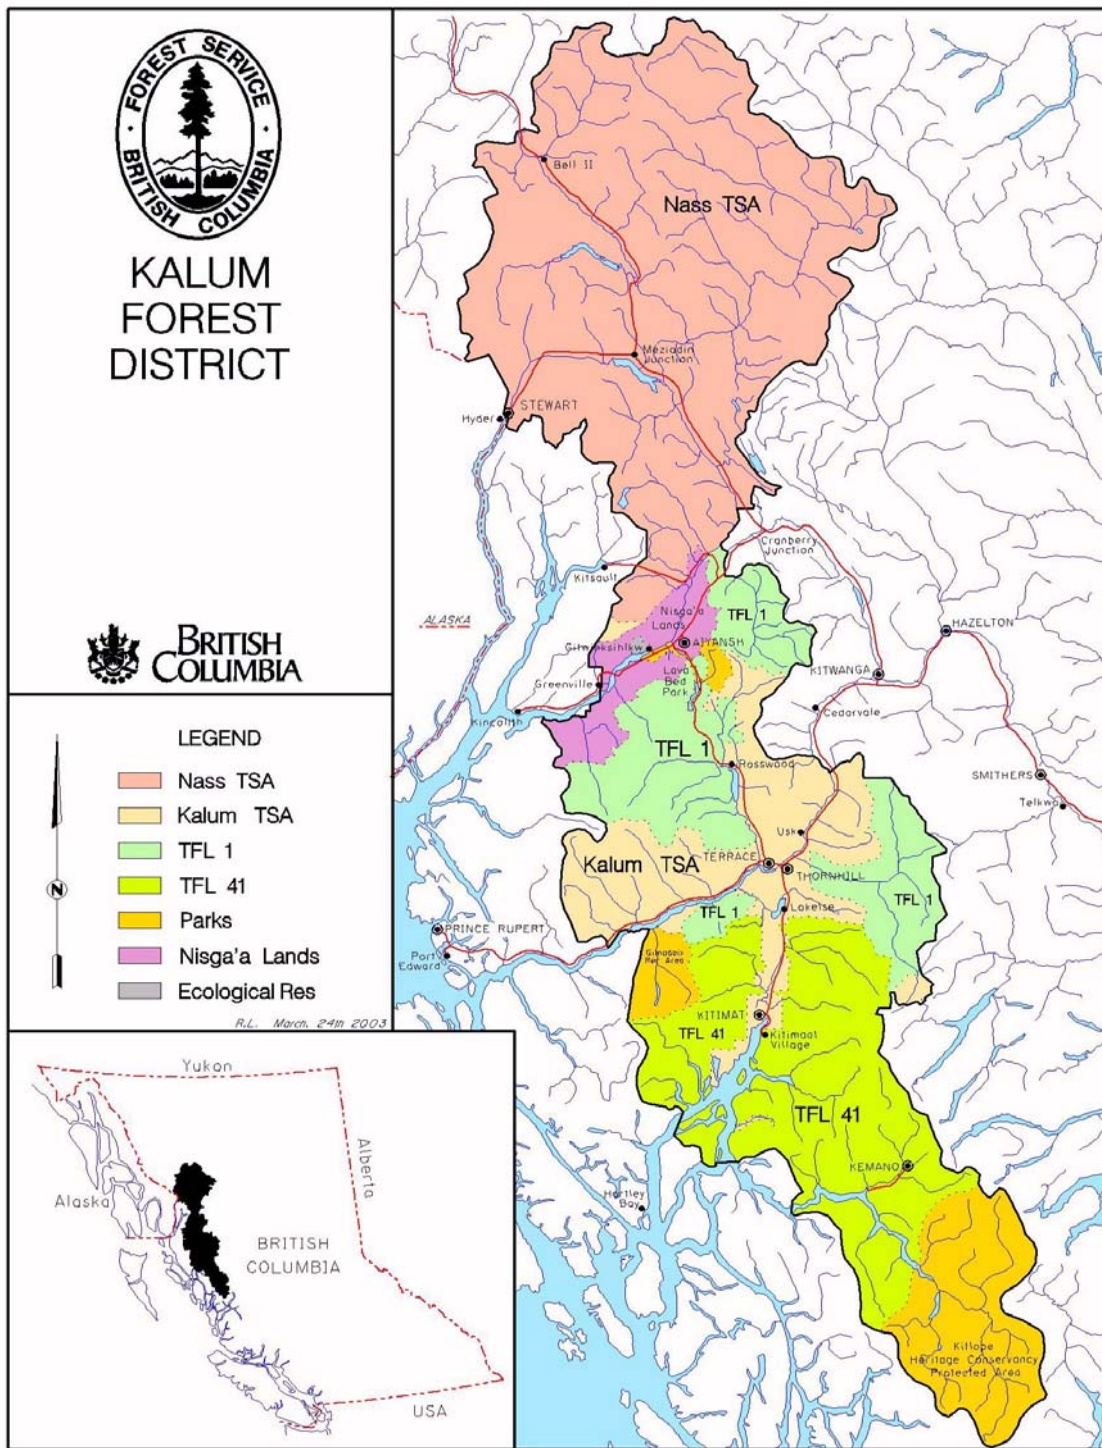 FOREST SERVICE
BRITISH COLUMBIA
KALUM
FOREST
DISTRICT
BRITISH
COLUMBIA
LEGEND
Nass TSA
Kalum TSA
TFL 1
TFL 41
Parks
Nisga'a Lands
Ecological Res
N
R.L. March. 24th 2003
Yukon
Alberta
Alaska
BRITISH
COLUMBIA
USA
Bell II
Nass TSA
Meziadin
Junction
STEWART
Hyder
Cranberry
Junction
Kitsault
ALASKA
Nisga'a
Lands
TFL 1
HAZELTON
AIYANSH
Greenville
Lava
Bed
Park
KITWANGA
Kincolith
Cedarvale
TFL 1
Rosswood
SMITHERS
Telkwa
Usk
Kalum TSA
TERRACE
THORNHILL
TFL 1
Lakelse
TFL 1
PRINCE RUPERT
Port
Edward
Rec Area
KITIMAT
Kitimaat
Village
TFL 41
TFL 41
KEMANO
Hartley
Bay
Kitlope
Heritage Conservancy
Protected Area